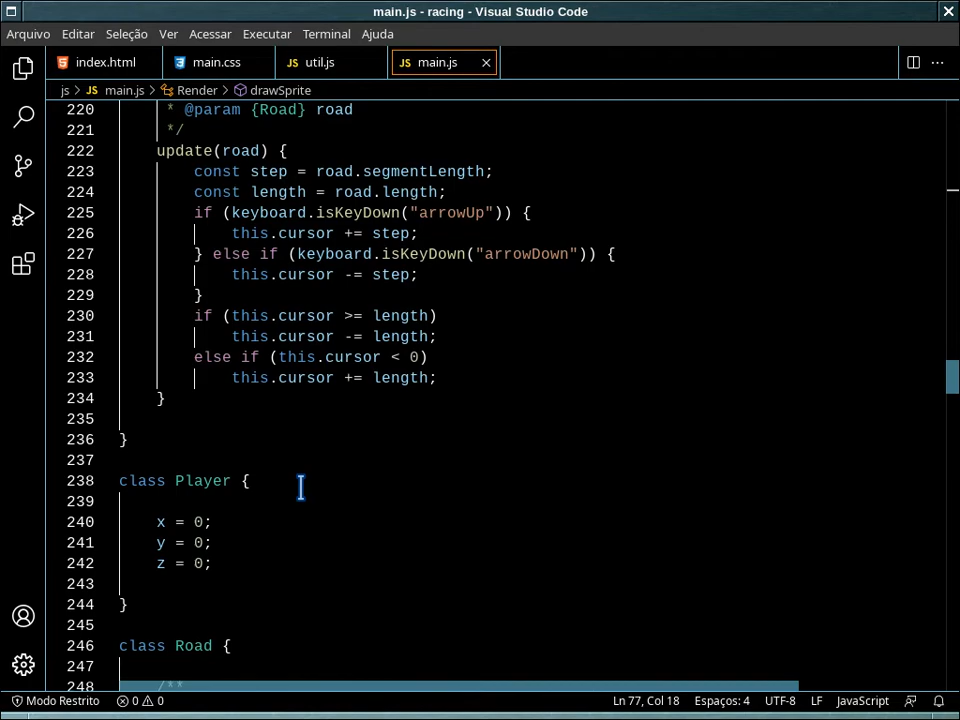 main.js - racing - Visual Studio Code
Arquivo Editar Seleção Ver Acessar Executar Terminal Ajuda
index.html main.css JS util.js JS main.js
js > JS main.js > Render > drawSprite
220 * @param {Road} road
221 */
222 update(road) {
223 const step = road.segmentLength;
224 const length = road.length;
225 if (keyboard.isKeyDown("arrowUp")) {
226 this.cursor += step;
227 } else if (keyboard.isKeyDown("arrowDown")) {
228 this.cursor -= step;
229 }
230 if (this.cursor >= length)
231 this.cursor -= length;
232 else if (this.cursor < 0)
233 this.cursor += length;
234 }
235
236 }
237
238 class Player {
239
240 x = 0;
241 y = 0;
242 z = 0;
243
244 }
245
246 class Road {
247
248 /**
Modo Restrito 0 0 Ln 77, Col 18 Espaços: 4 UTF-8 LF JavaScript